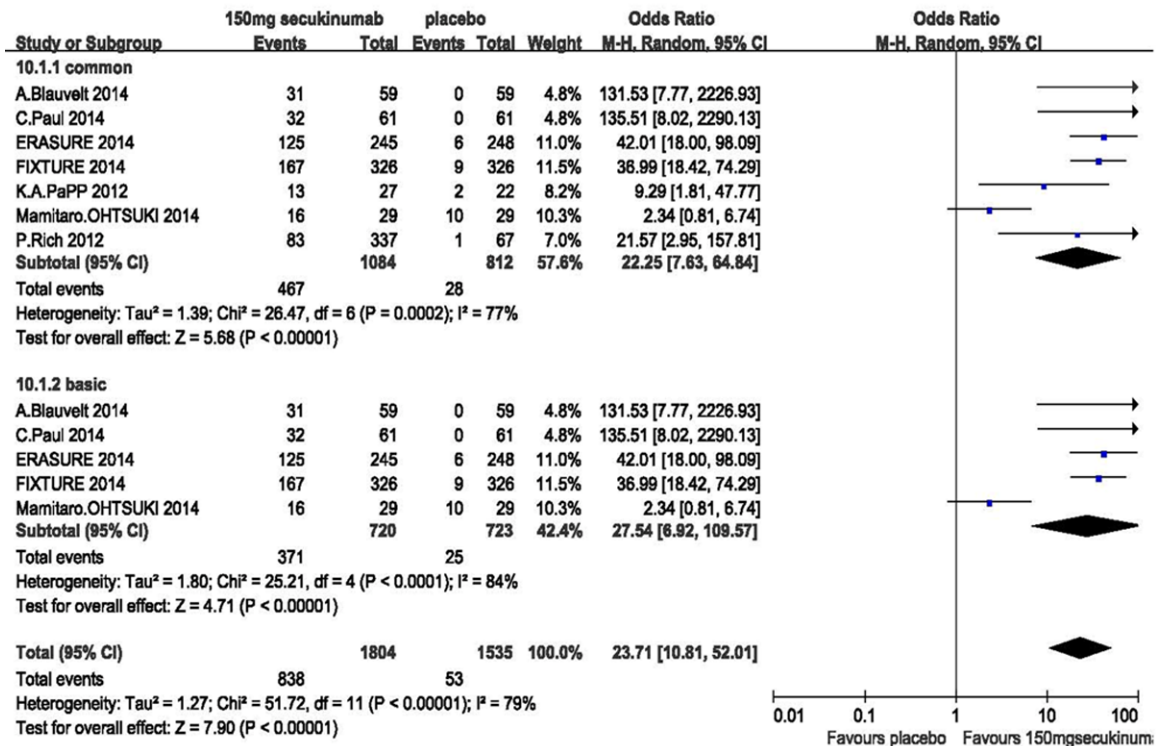 150mg secukinumab placebo Odds Ratio Odds Ratio
Study or Subgroup Events Total Events Total Weight M-H, Random, 95% CI M-H, Random, 95% CI
10.1.1 common
A.Blauvelt 2014 31 59 0 59 4.8% 131.53 [7.77, 2226.93]
C.Paul 2014 32 61 0 61 4.8% 135.51 [8.02, 2290.13]
ERASURE 2014 125 245 6 248 11.0% 42.01 [18.00, 98.09]
FIXTURE 2014 167 326 9 326 11.5% 36.99 [18.42, 74.29]
K.A.PaPP 2012 13 27 2 22 8.2% 9.29 [1.81, 47.77]
Mamitaro.OHTSUKI 2014 16 29 10 29 10.3% 2.34 [0.81, 6.74]
P.Rich 2012 83 337 1 67 7.0% 21.57 [2.95, 157.81]
Subtotal (95% CI) 1084 812 57.6% 22.25 [7.63, 64.84]
Total events 467 28
Heterogeneity: Tau² = 1.39; Chi² = 26.47, df = 6 (P = 0.0002); I² = 77%
Test for overall effect: Z = 5.68 (P < 0.00001)
10.1.2 basic
A.Blauvelt 2014 31 59 0 59 4.8% 131.53 [7.77, 2226.93]
C.Paul 2014 32 61 0 61 4.8% 135.51 [8.02, 2290.13]
ERASURE 2014 125 245 6 248 11.0% 42.01 [18.00, 98.09]
FIXTURE 2014 167 326 9 326 11.5% 36.99 [18.42, 74.29]
Mamitaro.OHTSUKI 2014 16 29 10 29 10.3% 2.34 [0.81, 6.74]
Subtotal (95% CI) 720 723 42.4% 27.54 [6.92, 109.57]
Total events 371 25
Heterogeneity: Tau² = 1.80; Chi² = 25.21, df = 4 (P < 0.0001); I² = 84%
Test for overall effect: Z = 4.71 (P < 0.00001)
Total (95% CI) 1804 1535 100.0% 23.71 [10.81, 52.01]
Total events 838 53
Heterogeneity: Tau² = 1.27; Chi² = 51.72, df = 11 (P < 0.00001); I² = 79%
Test for overall effect: Z = 7.90 (P < 0.00001)
0.01 0.1 1 10 100
Favours placebo Favours 150mgsecukinum